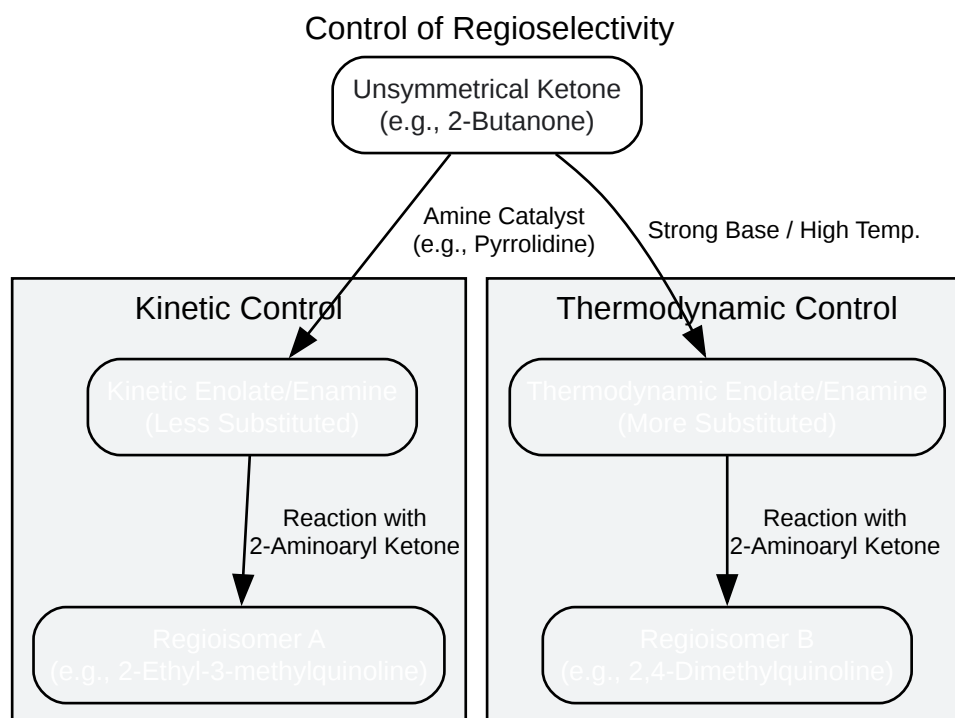 Control of Regioselectivity
Unsymmetrical Ketone
(e.g., 2-Butanone)
Amine Catalyst
(e.g., Pyrrolidine)
Strong Base / High Temp.
Kinetic Control
Kinetic Enolate/Enamine
(Less Substituted)
Reaction with
2-Aminoaryl Ketone
Regioisomer A
(e.g., 2-Ethyl-3-methylquinoline)
Thermodynamic Control
Thermodynamic Enolate/Enamine
(More Substituted)
Reaction with
2-Aminoaryl Ketone
Regioisomer B
(e.g., 2,4-Dimethylquinoline)